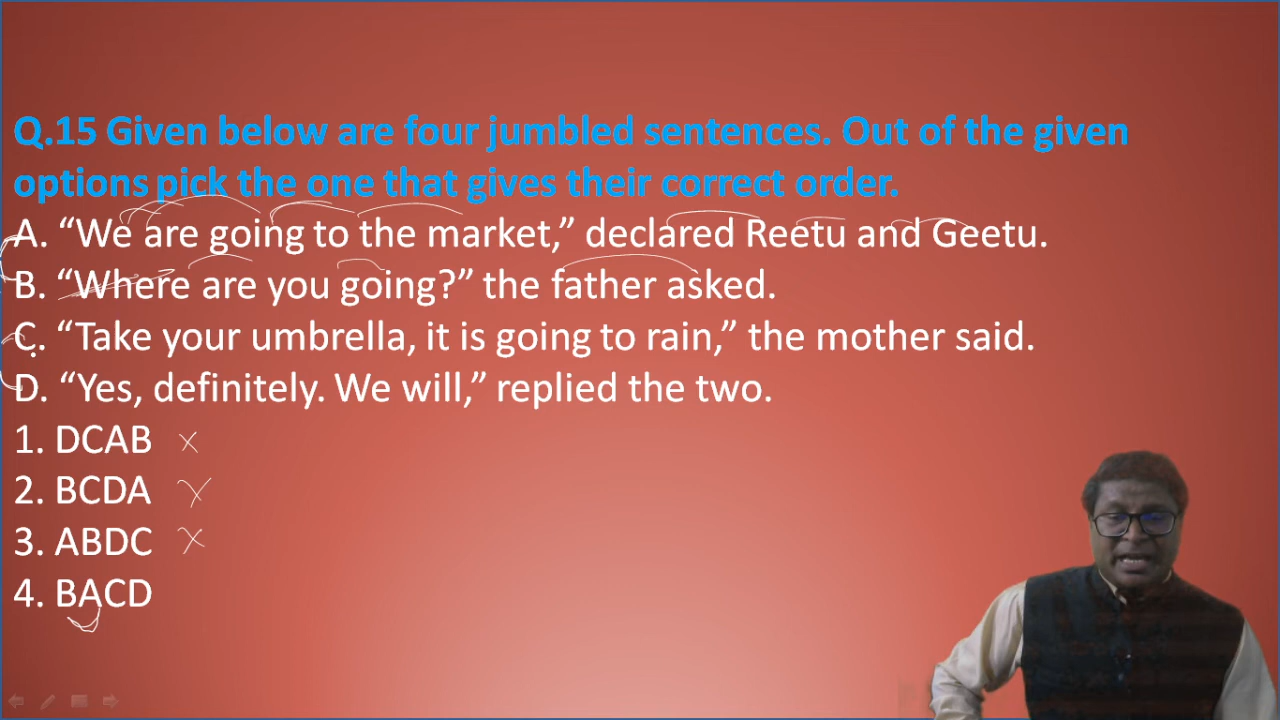 Q.15 Given below are four jumbled sentences. Out of the given
options pick the one that gives their correct order.
A. “We are going to the market,” declared Reetu and Geetu.
B. “Where are you going?” the father asked.
C. “Take your umbrella, it is going to rain,” the mother said.
D. “Yes, definitely. We will,” replied the two.
1. DCAB
2. BCDA
3. ABDC
4. BACD